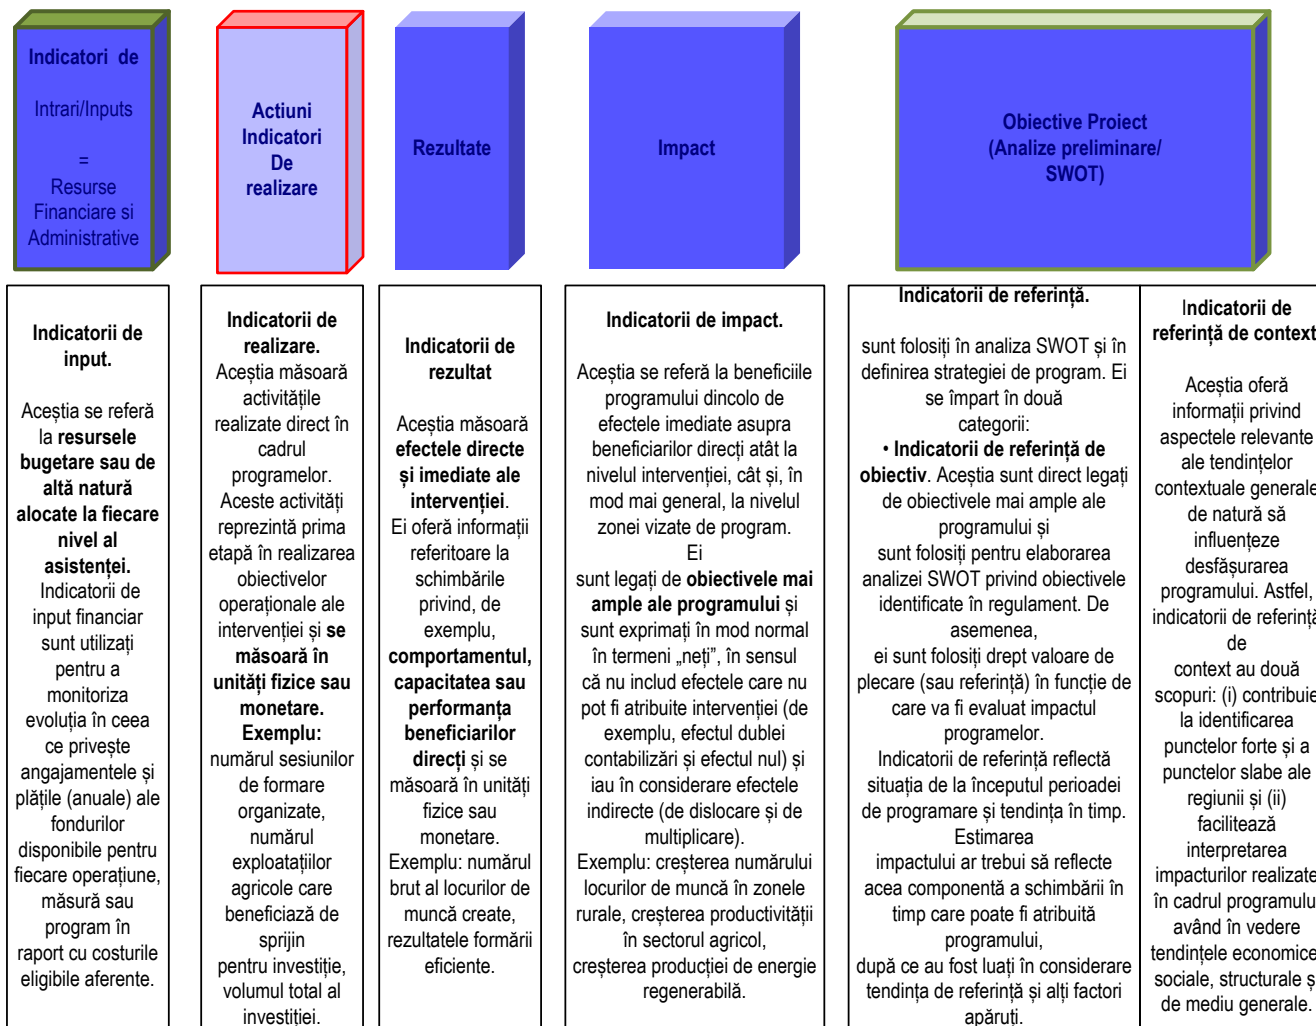 Indicatori de
Intrari/Inputs
=
Resurse
Financiare si
Administrative
Actiuni
Indicatori
De
realizare
Rezultate
Impact
Obiective Proiect
(Analize preliminare/
SWOT)
Indicatorii de
input.
Aceștia se referă
la resursele
bugetare sau de
altă natură
alocate la fiecare
nivel al
asistenței.
Indicatorii de
input financiar
sunt utilizați
pentru a
monitoriza
evoluția în ceea
ce privește
angajamentele și
plățile (anuale) ale
fondurilor
disponibile pentru
fiecare operațiune,
măsură sau
program în
raport cu costurile
eligibile aferente.
Indicatorii de
realizare.
Aceștia măsoară
activitățile
realizate direct în
cadrul
programelor.
Aceste activități
reprezintă prima
etapă în realizarea
obiectivelor
operaționale ale
intervenției și se
măsoară în
unități fizice sau
monetare.
Exemplu:
numărul sesiunilor
de formare
organizate,
numărul
exploatațiilor
agricole care
beneficiază de
sprijin
pentru investiție,
volumul total al
investiției.
Indicatorii de
rezultat
Aceștia măsoară
efectele directe
și imediate ale
intervenției.
Ei oferă informații
referitoare la
schimbările
privind, de
exemplu,
comportamentul,
capacitatea sau
performanța
beneficiarilor
direcți și se
măsoară în unități
fizice sau
monetare.
Exemplu: numărul
brut al locurilor de
muncă create,
rezultatele formării
eficiente.
Indicatorii de impact.
Aceștia se referă la beneficiile
programului dincolo de
efectele imediate asupra
beneficiarilor direcți atât la
nivelul intervenției, cât și, în
mod mai general, la nivelul
zonei vizate de program.
Ei
sunt legați de obiectivele mai
ample ale programului și
sunt exprimați în mod normal
în termeni „neți”, în sensul
că nu includ efectele care nu
pot fi atribuite intervenției (de
exemplu, efectul dublei
contabilizări și efectul nul) și
iau în considerare efectele
indirecte (de dislocare și de
multiplicare).
Exemplu: creșterea numărului
locurilor de muncă în zonele
rurale, creșterea productivității
în sectorul agricol,
creșterea producției de energie
regenerabilă.
Indicatorii de referință.
sunt folosiți în analiza SWOT și în
definirea strategiei de program. Ei
se împart în două
categorii:
• Indicatorii de referință de
obiectiv. Aceștia sunt direct legați
de obiectivele mai ample ale
programului și
sunt folosiți pentru elaborarea
analizei SWOT privind obiectivele
identificate în regulament. De
asemenea,
ei sunt folosiți drept valoare de
plecare (sau referință) în funcție de
care va fi evaluat impactul
programelor.
Indicatorii de referință reflectă
situația de la începutul perioadei
de programare și tendința în timp.
Estimarea
impactului ar trebui să reflecte
acea componentă a schimbării în
timp care poate fi atribuită
programului,
după ce au fost luați în considerare
tendința de referință și alți factori
apăruți.
Indicatorii de
referință de context
Aceștia oferă
informații privind
aspectele relevante
ale tendințelor
contextuale generale
de natură să
influențeze
desfășurarea
programului. Astfel,
indicatorii de referință
de
context au două
scopuri: (i) contribuie
la identificarea
punctelor forte și a
punctelor slabe ale
regiunii și (ii)
facilitează
interpretarea
impacturilor realizate
în cadrul programului
având în vedere
tendințele economice
sociale, structurale ș
de mediu generale.